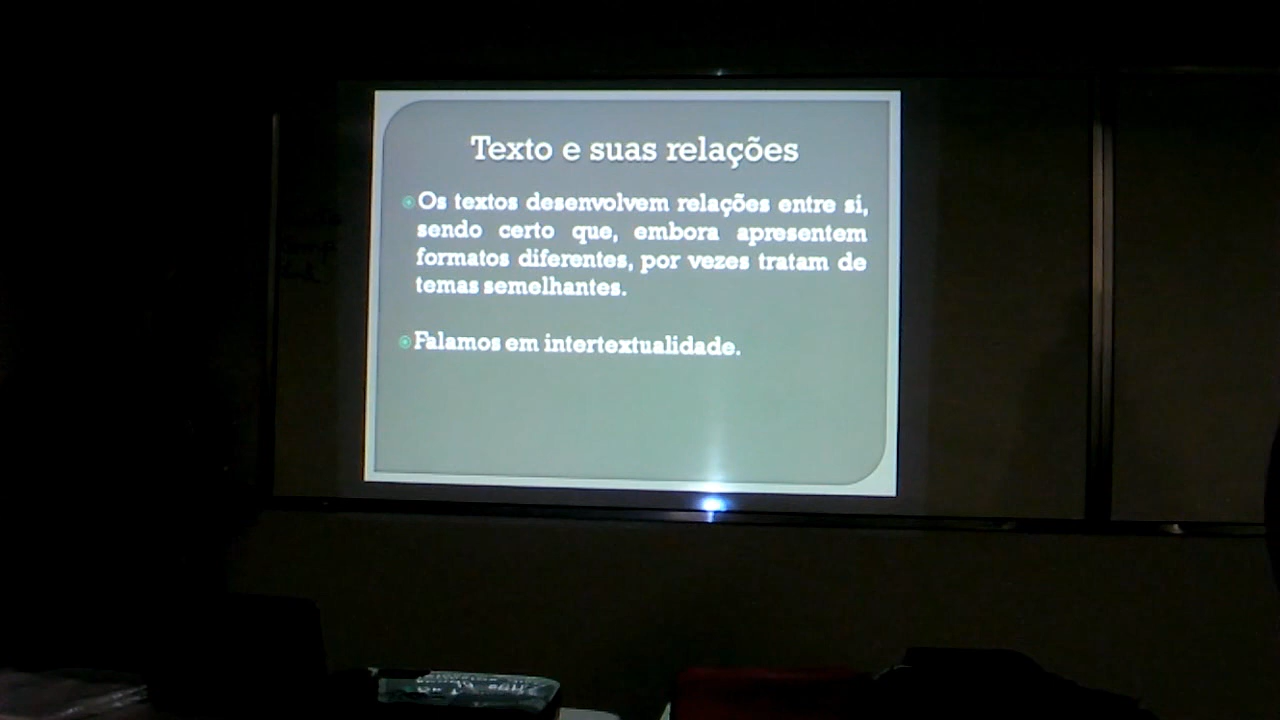 Texto e suas relações
Os textos desenvolvem relações entre si,
sendo certo que, embora apresentem
formatos diferentes, por vezes tratam de
temas semelhantes.
Falamos em intertextualidade.